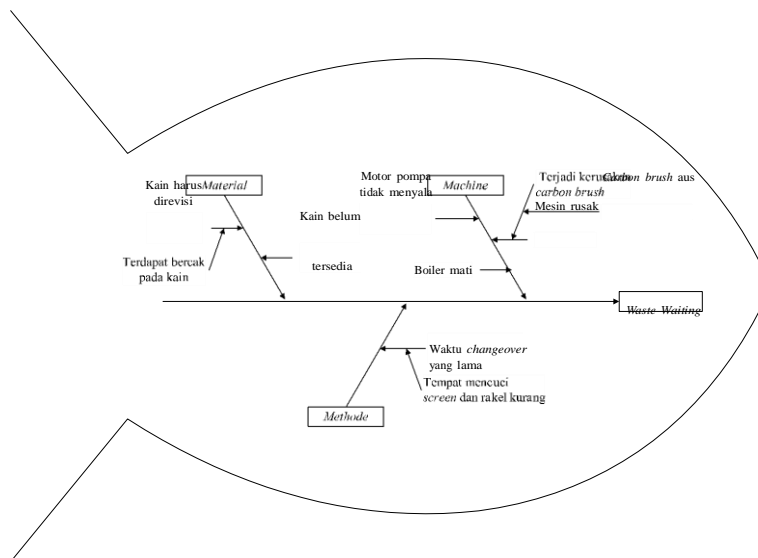 Kain harus
direvisi
Material
Kain belum
tersedia
Terdapat bercak
pada kain
Motor pompa
tidak menyala
Machine
Terjadi kerusakan
carbon brush
Carbon brush aus
Mesin rusak
Boiler mati
Waste Waiting
Waktu changeover
yang lama
Tempat mencuci
screen dan rakel kurang
Methode